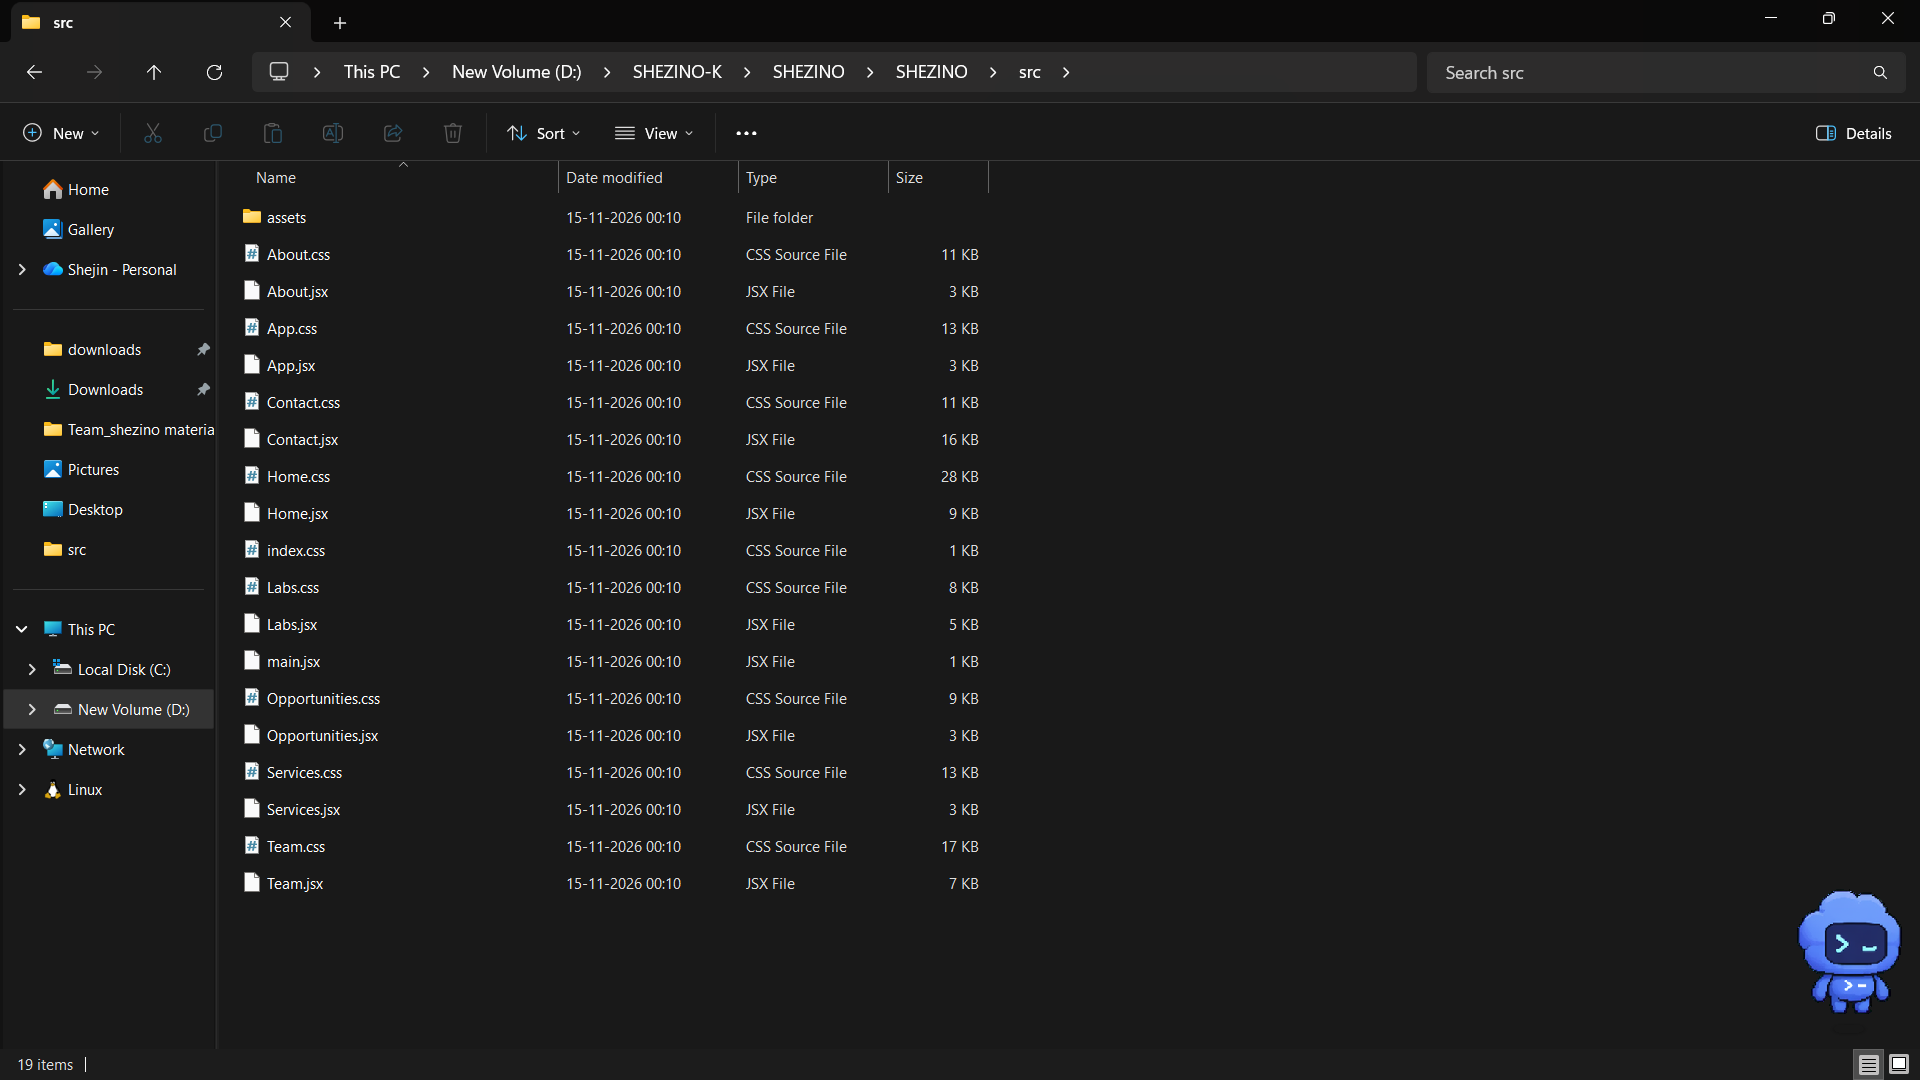 src
This PC > New Volume (D:) > SHEZINO-K > SHEZINO > SHEZINO > src >
Search src
New
Sort
View
Details
Home
Gallery
Shejin - Personal
downloads
Downloads
Team_shezino materia
Pictures
Desktop
src
This PC
Local Disk (C:)
New Volume (D:)
Network
Linux
Name Date modified Type Size
assets 15-11-2026 00:10 File folder
About.css 15-11-2026 00:10 CSS Source File 11 KB
About.jsx 15-11-2026 00:10 JSX File 3 KB
App.css 15-11-2026 00:10 CSS Source File 13 KB
App.jsx 15-11-2026 00:10 JSX File 3 KB
Contact.css 15-11-2026 00:10 CSS Source File 11 KB
Contact.jsx 15-11-2026 00:10 JSX File 16 KB
Home.css 15-11-2026 00:10 CSS Source File 28 KB
Home.jsx 15-11-2026 00:10 JSX File 9 KB
index.css 15-11-2026 00:10 CSS Source File 1 KB
Labs.css 15-11-2026 00:10 CSS Source File 8 KB
Labs.jsx 15-11-2026 00:10 JSX File 5 KB
main.jsx 15-11-2026 00:10 JSX File 1 KB
Opportunities.css 15-11-2026 00:10 CSS Source File 9 KB
Opportunities.jsx 15-11-2026 00:10 JSX File 3 KB
Services.css 15-11-2026 00:10 CSS Source File 13 KB
Services.jsx 15-11-2026 00:10 JSX File 3 KB
Team.css 15-11-2026 00:10 CSS Source File 17 KB
Team.jsx 15-11-2026 00:10 JSX File 7 KB
19 items